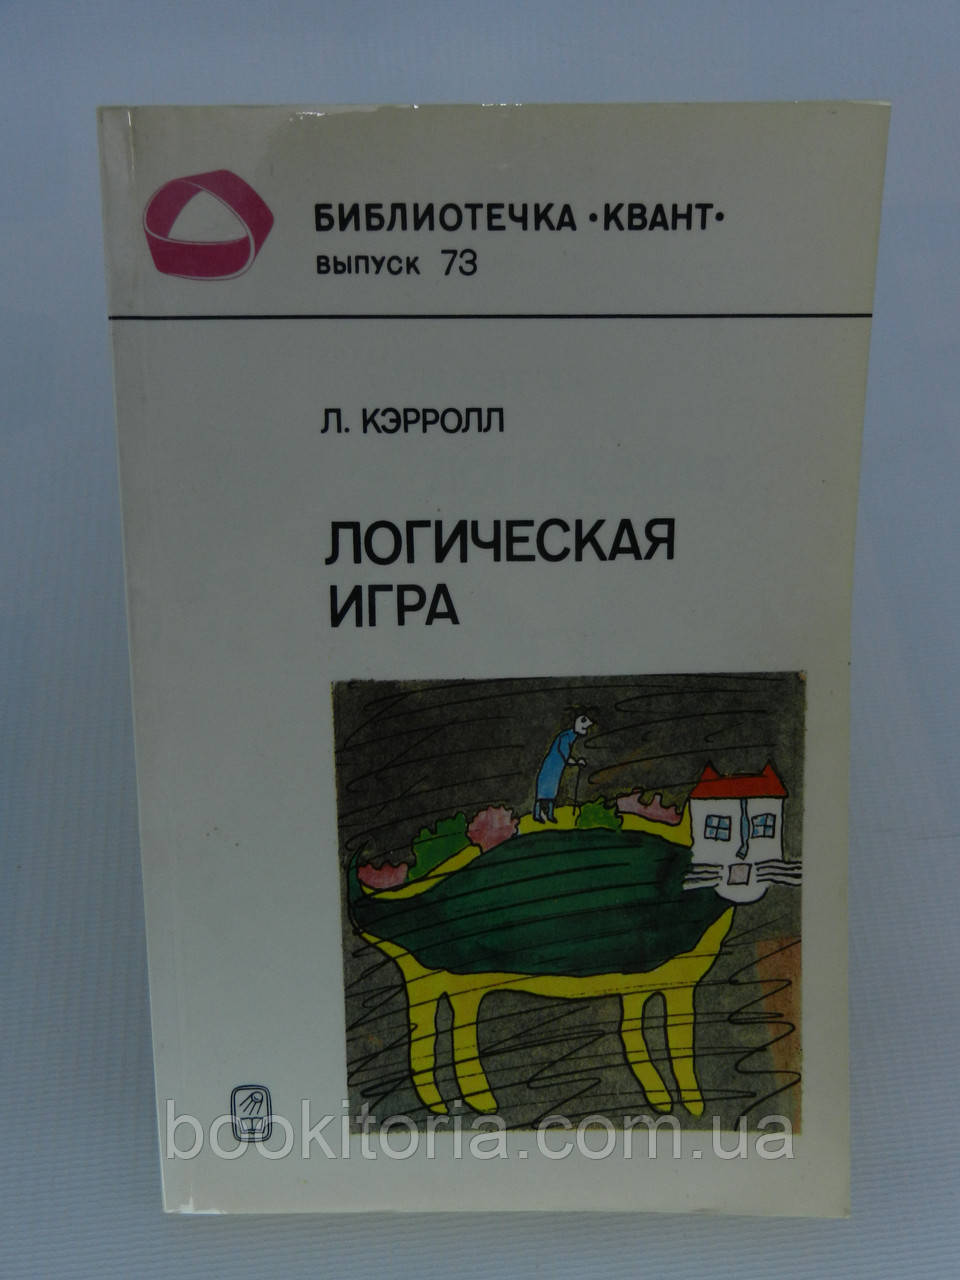 БИБЛИОТЕЧКА •КВАНТ•
ВЫПУСК 73
Л. КЭРРОЛЛ
ЛОГИЧЕСКАЯ
ИГРА
bookitoria.com.ua